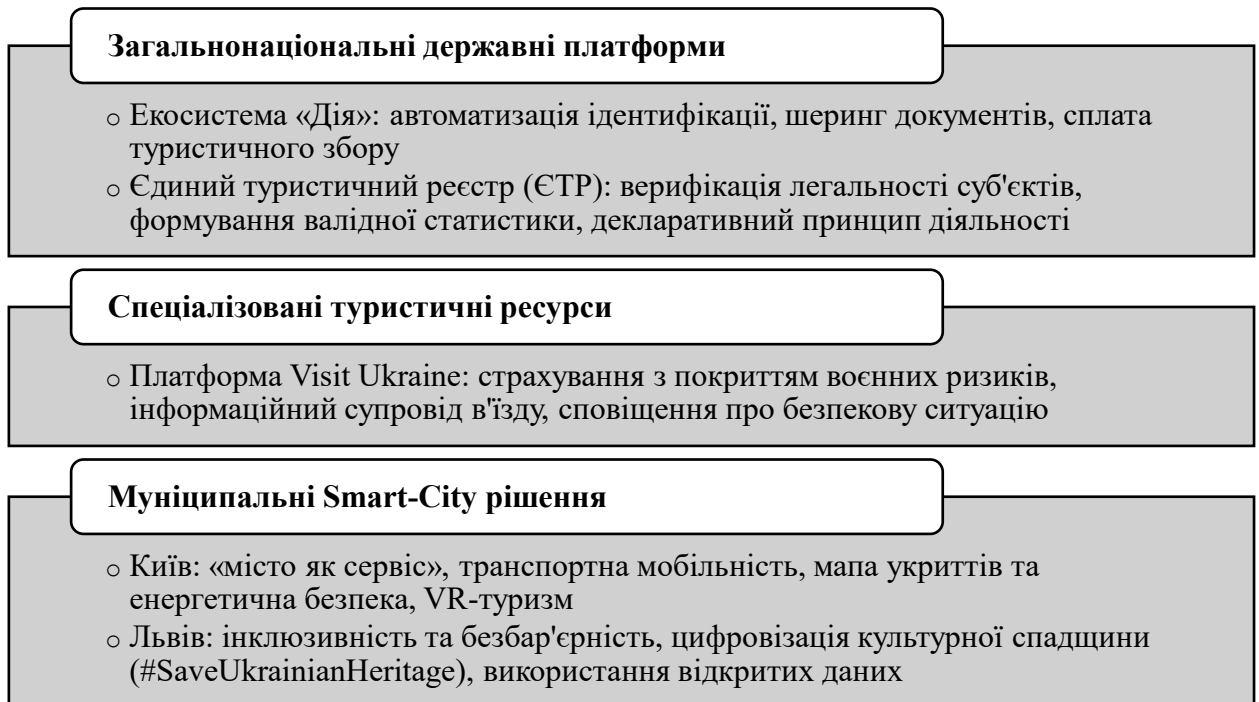 Загальнонаціональні державні платформи
o Екосистема «Дія»: автоматизація ідентифікації, шеринг документів, сплата
туристичного збору
o Єдиний туристичний реєстр (ЄТР): верифікація легальності суб'єктів,
формування валідної статистики, декларативний принцип діяльності
Спеціалізовані туристичні ресурси
o Платформа Visit Ukraine: страхування з покриттям воєнних ризиків,
інформаційний супровід в'їзду, сповіщення про безпекову ситуацію
Муніципальні Smart-City рішення
o Київ: «місто як сервіс», транспортна мобільність, мапа укриттів та
енергетична безпека, VR-туризм
o Львів: інклюзивність та безбар'єрність, цифровізація культурної спадщини
(#SaveUkrainianHeritage), використання відкритих даних